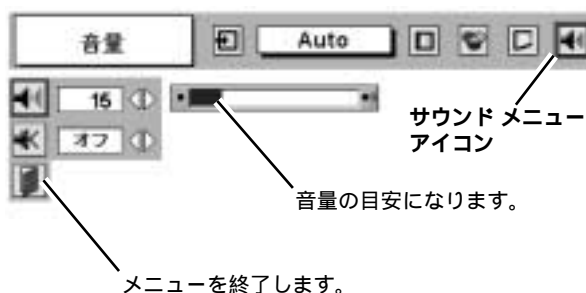 音量 Auto
15
オフ
サウンド メニュー
アイコン
音量の目安になります。
メニューを終了します。